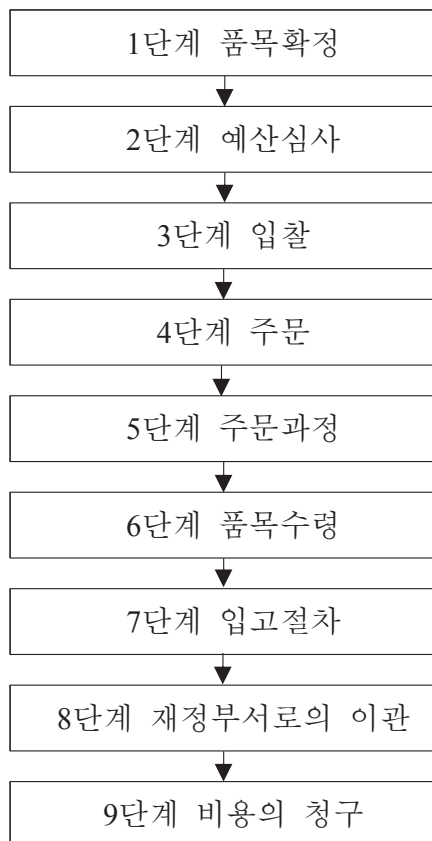 1단계 품목확정
2단계 예산심사
3단계 입찰
4단계 주문
5단계 주문과정
6단계 품목수령
7단계 입고절차
8단계 재정부서로의 이관
9단계 비용의 청구